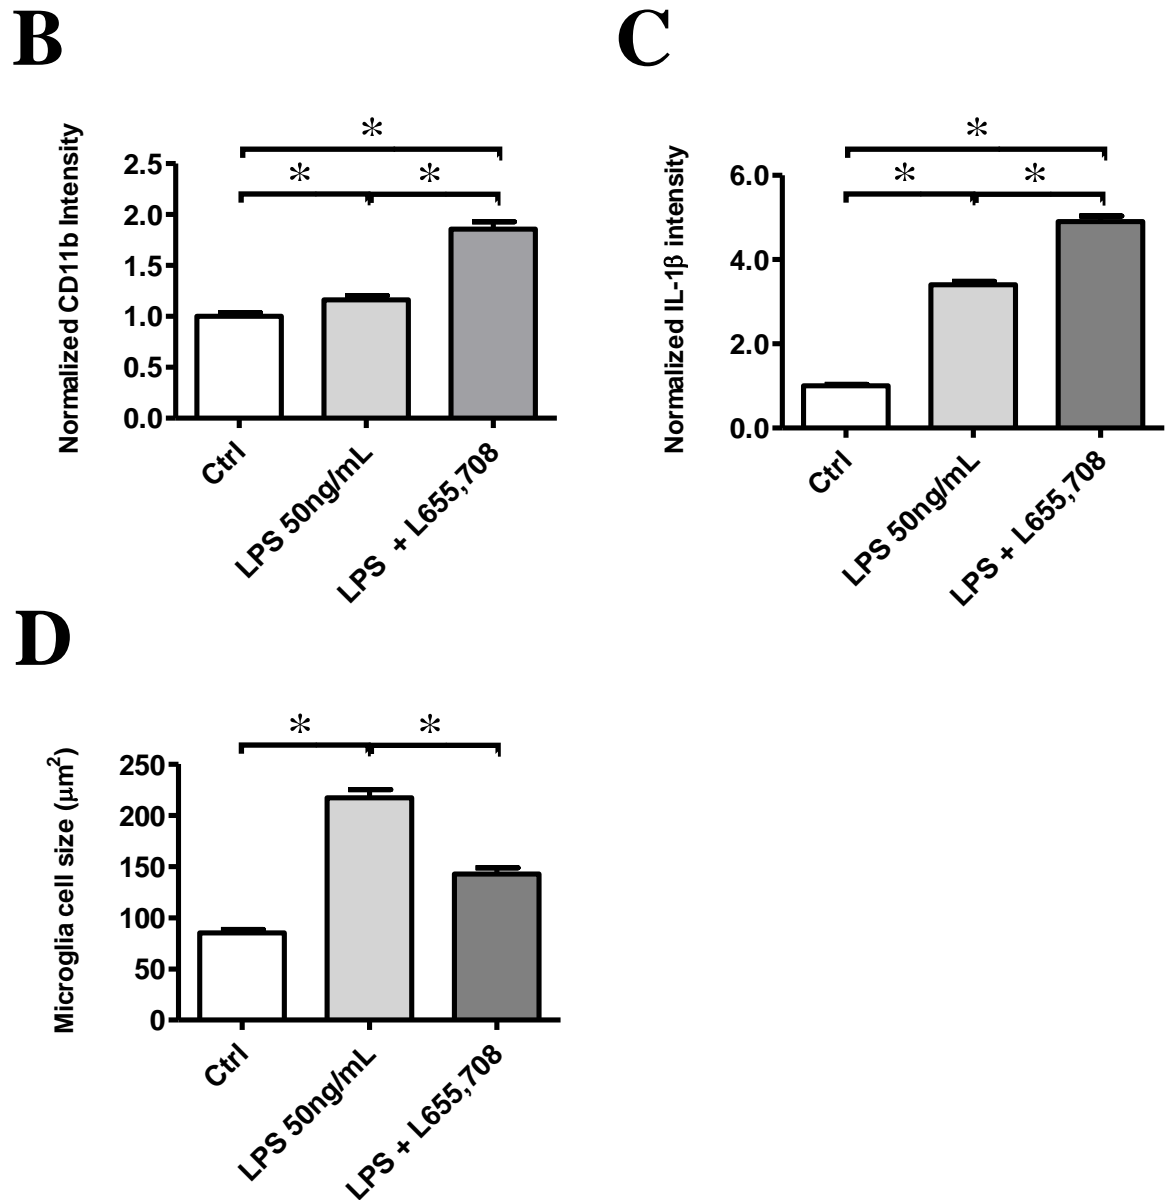 B
Normalized CD11b Intensity
*
* *
2.5
2.0
1.5
1.0
0.5
0.0
Ctrl
LPS 50ng/mL
LPS + L655,708
C
Normalized IL-1β intensity
*
* *
6.0
4.0
2.0
0.0
Ctrl
LPS 50ng/mL
LPS + L655,708
D
Microglia cell size (μm²)
* *
250
200
150
100
50
0
Ctrl
LPS 50ng/mL
LPS + L655,708